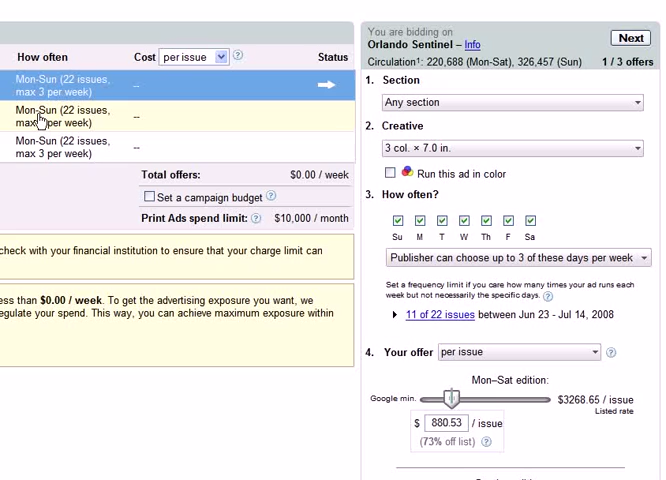 How often
Cost per issue
Status
Mon-Sun (22 issues,
max 3 per week)
--
Mon-Sun (22 issues,
max per week)
--
Mon-Sun (22 issues,
max 3 per week)
--
Total offers: $0.00 / week
Set a campaign budget
Print Ads spend limit: $10,000 / month
check with your financial institution to ensure that your charge limit can
less than $0.00 / week. To get the advertising exposure you want, we
regulate your spend. This way, you can achieve maximum exposure within
You are bidding on
Orlando Sentinel – Info
Next
Circulation¹: 220,688 (Mon-Sat), 326,457 (Sun)
1 / 3 offers
1. Section
Any section
2. Creative
3 col. × 7.0 in.
Run this ad in color
3. How often?
Su M T W Th F Sa
Publisher can choose up to 3 of these days per week
Set a frequency limit if you care how many times your ad runs each
week but not necessarily the specific days.
11 of 22 issues between Jun 23 - Jul 14, 2008
4. Your offer per issue
Mon–Sat edition:
Google min.
$3268.65 / issue
Listed rate
$ 880.53 / issue
(73% off list)